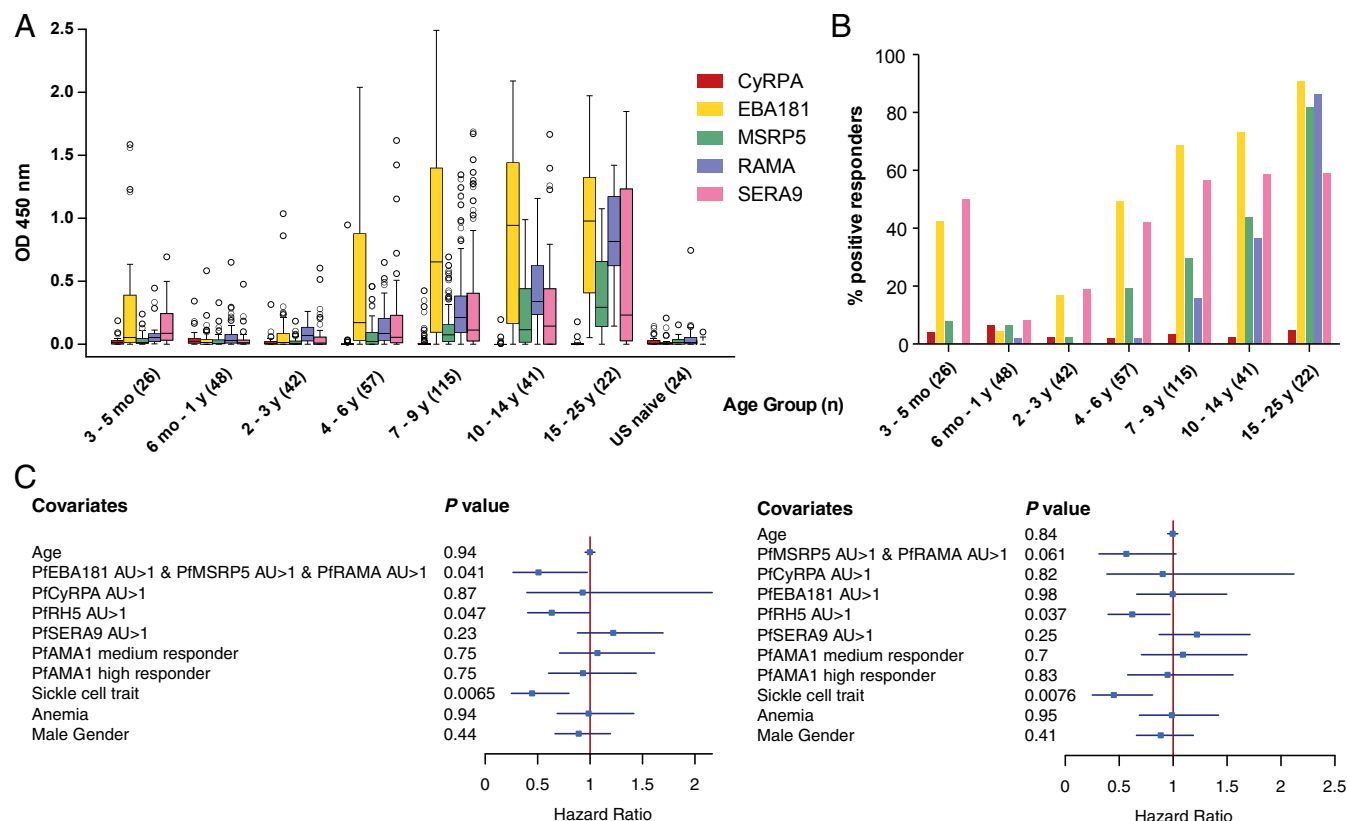 A
2.5
2.0
1.5
1.0
0.5
0.0
OD 450 nm
CyRPA
EBA181
MSRP5
RAMA
SERA9
3 - 5 mo (26)
6 mo - 1 y (48)
2 - 3 y (42)
4 - 6 y (57)
7 - 9 y (115)
10 - 14 y (41)
15 - 25 y (22)
US naive (24)
Age Group (n)
B
100
80
60
40
20
0
% positive responders
3 - 5 mo (26)
6 mo - 1 y (48)
2 - 3 y (42)
4 - 6 y (57)
7 - 9 y (115)
10 - 14 y (41)
15 - 25 y (22)
C
Covariates P value
Age 0.94
PfEBA181 AU>1 & PfMSRP5 AU>1 & PfRAMA AU>1 0.041
PfCyRPA AU>1 0.87
PfRH5 AU>1 0.047
PfSERA9 AU>1 0.23
PfAMA1 medium responder 0.75
PfAMA1 high responder 0.75
Sickle cell trait 0.0065
Anemia 0.94
Male Gender 0.44
0 0.5 1 1.5 2
Hazard Ratio
Covariates P value
Age 0.84
PfMSRP5 AU>1 & PfRAMA AU>1 0.061
PfCyRPA AU>1 0.82
PfEBA181 AU>1 0.98
PfRH5 AU>1 0.037
PfSERA9 AU>1 0.25
PfAMA1 medium responder 0.7
PfAMA1 high responder 0.83
Sickle cell trait 0.0076
Anemia 0.95
Male Gender 0.41
0 0.5 1 1.5 2 2.5
Hazard Ratio